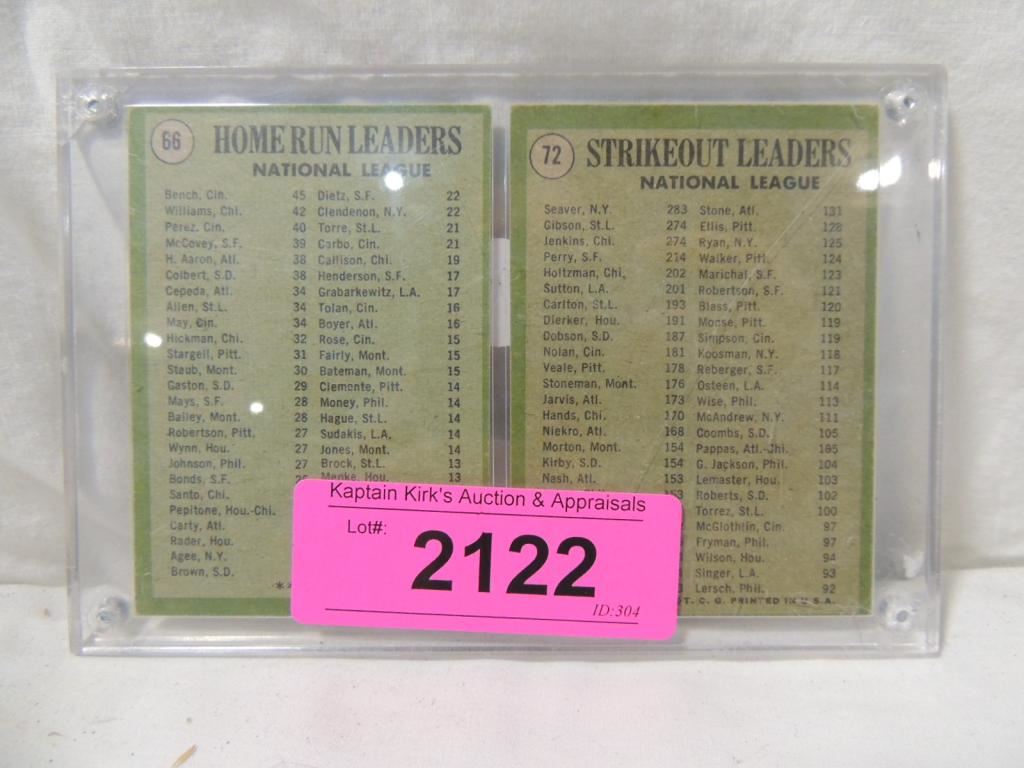 66 HOME RUN LEADERS
NATIONAL LEAGUE
Bench, Cin. 45 Dietz, S.F. 22
Williams, Chi. 42 Clendenon, N.Y. 22
Perez, Cin. 40 Torre, St.L. 21
McCovey, S.F. 39 Carbo, Cin. 21
H. Aaron, Atl. 38 Callison, Chi. 19
Colbert, S.D. 38 Henderson, S.F. 17
Cepeda, Atl. 34 Grabarkewitz, L.A. 17
Allen, St.L. 34 Tolan, Cin. 16
May, Cin. 34 Boyer, Atl. 16
Hickman, Chi. 32 Rose, Cin. 15
Stargell, Pitt. 31 Fairly, Mont. 15
Staub, Mont. 30 Bateman, Mont. 15
Gaston, S.D. 29 Clemente, Pitt. 14
Mays, S.F. 28 Money, Phil. 14
Bailey, Mont. 28 Hague, St.L. 14
Robertson, Pitt. 27 Sudakis, L.A. 14
Wynn, Hou. 27 Jones, Mont. 14
Johnson, Phil. 27 Brock, St.L. 13
Bonds, S.F. Menke, Hou. 13
Santo, Chi.
Pepitone, Hou.-Chi.
Carty, Atl.
Rader, Hou.
Agee, N.Y.
Brown, S.D.
72 STRIKEOUT LEADERS
NATIONAL LEAGUE
Seaver, N.Y. 283 Stone, Atl. 131
Gibson, St.L. 274 Ellis, Pitt. 128
Jenkins, Chi. 274 Ryan, N.Y. 125
Perry, S.F. 214 Walker, Pitt. 124
Holtzman, Chi. 202 Marichal, S.F. 123
Sutton, L.A. 201 Robertson, S.F. 121
Carlton, St.L. 193 Blass, Pitt. 120
Dierker, Hou. 191 Moose, Pitt. 119
Dobson, S.D. 187 Simpson, Cin. 119
Nolan, Cin. 181 Koosman, N.Y. 118
Veale, Pitt. 178 Reberger, S.F. 117
Stoneman, Mont. 176 Osteen, L.A. 114
Jarvis, Atl. 173 Wise, Phil. 113
Hands, Chi. 170 McAndrew, N.Y. 111
Niekro, Atl. 168 Coombs, S.D. 105
Morton, Mont. 154 Pappas, Atl.-Chi. 105
Kirby, S.D. 154 G. Jackson, Phil. 104
Nash, Atl. 153 Lemaster, Hou. 103
153 Roberts, S.D. 102
Torrez, St.L. 100
McGlothlin, Cin. 97
Fryman, Phil. 97
Wilson, Hou. 94
Singer, L.A. 93
Lersch, Phil. 92
T. C. G. PRINTED IN U.S.A.
Kaptain Kirk's Auction & Appraisals
Lot#:
2122
ID:304